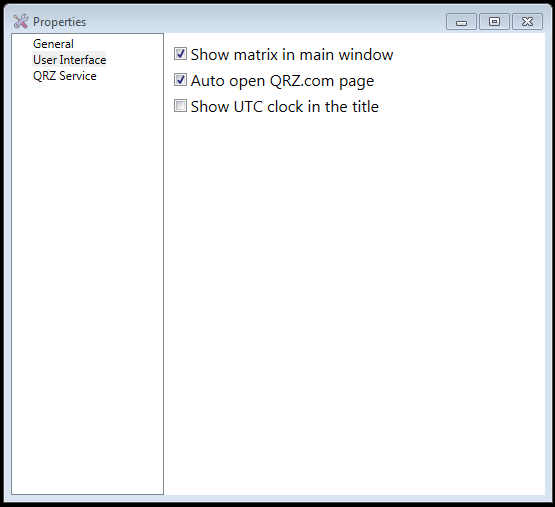 Properties
General
User Interface
QRZ Service
Show matrix in main window
Auto open QRZ.com page
Show UTC clock in the title